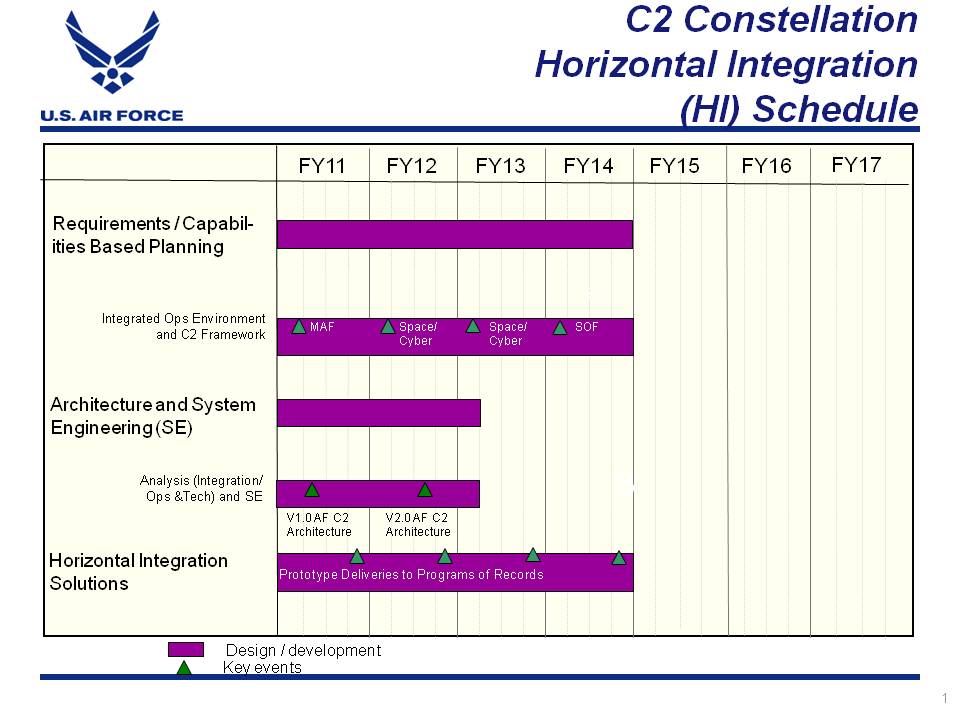 C2 Constellation
Horizontal Integration
(HI) Schedule
U.S. AIR FORCE
FY11 FY12 FY13 FY14 FY15 FY16 FY17
Requirements / Capabil-
ities Based Planning
Integrated Ops Environment
and C2 Framework
MAF
Space/
Cyber
Space/
Cyber
SOF
Architecture and System
Engineering (SE)
Analysis (Integration/
Ops &Tech) and SE
V1.0 AF C2
Architecture
V2.0 AF C2
Architecture
Horizontal Integration
Solutions
Prototype Deliveries to Programs of Records
Design / development
Key events
1